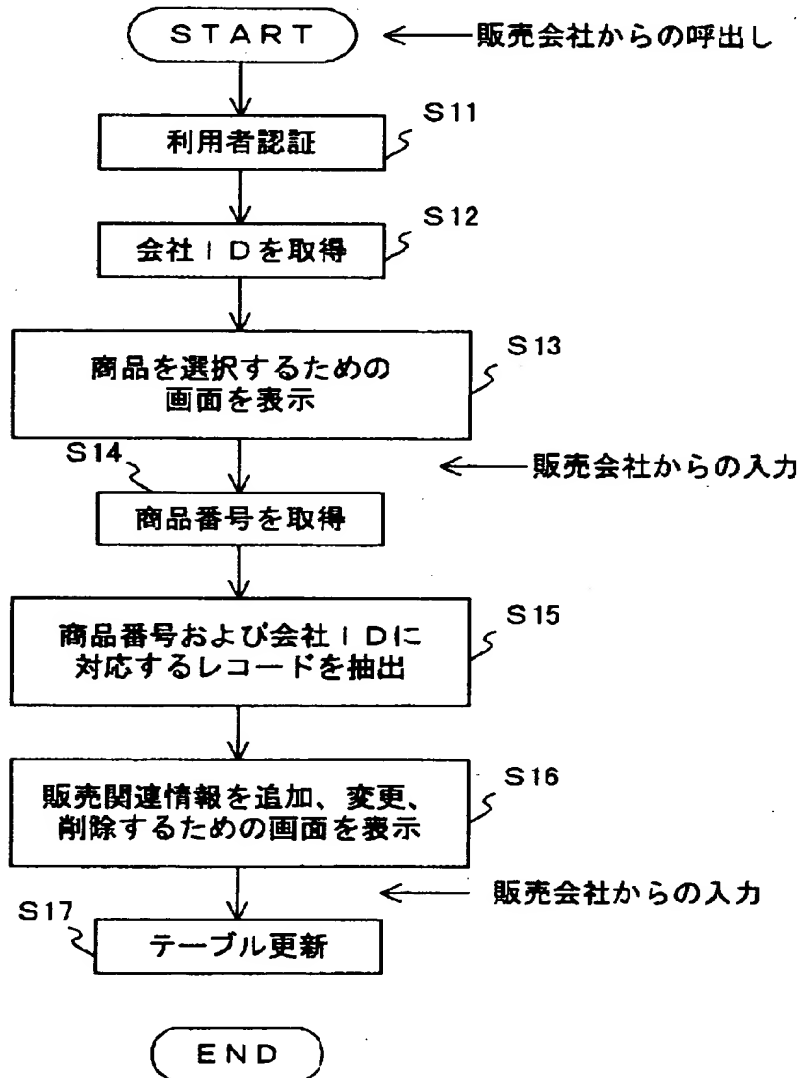 START
販売会社からの呼出し
S11
利用者認証
S12
会社IDを取得
S13
商品を選択するための
画面を表示
S14
販売会社からの入力
商品番号を取得
S15
商品番号および会社IDに
対応するレコードを抽出
S16
販売関連情報を追加、変更、
削除するための画面を表示
販売会社からの入力
S17
テーブル更新
END